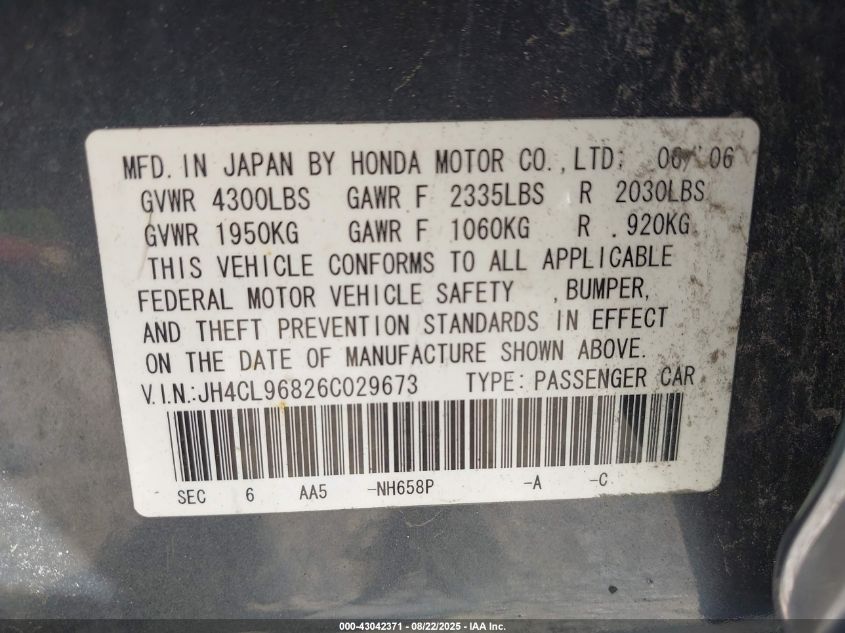 MFD. IN JAPAN BY HONDA MOTOR CO., LTD. 06/06
GVWR 4300LBS GAWR F 2335LBS R 2030LBS
GVWR 1950KG GAWR F 1060KG R 920KG
THIS VEHICLE CONFORMS TO ALL APPLICABLE
FEDERAL MOTOR VEHICLE SAFETY , BUMPER,
AND THEFT PREVENTION STANDARDS IN EFFECT
ON THE DATE OF MANUFACTURE SHOWN ABOVE.
V.I.N.:JH4CL96826C029673 TYPE: PASSENGER CAR
SEC 6 AA5 -NH658P -A -C
000-43042371 - 08/22/2025 - IAA Inc.